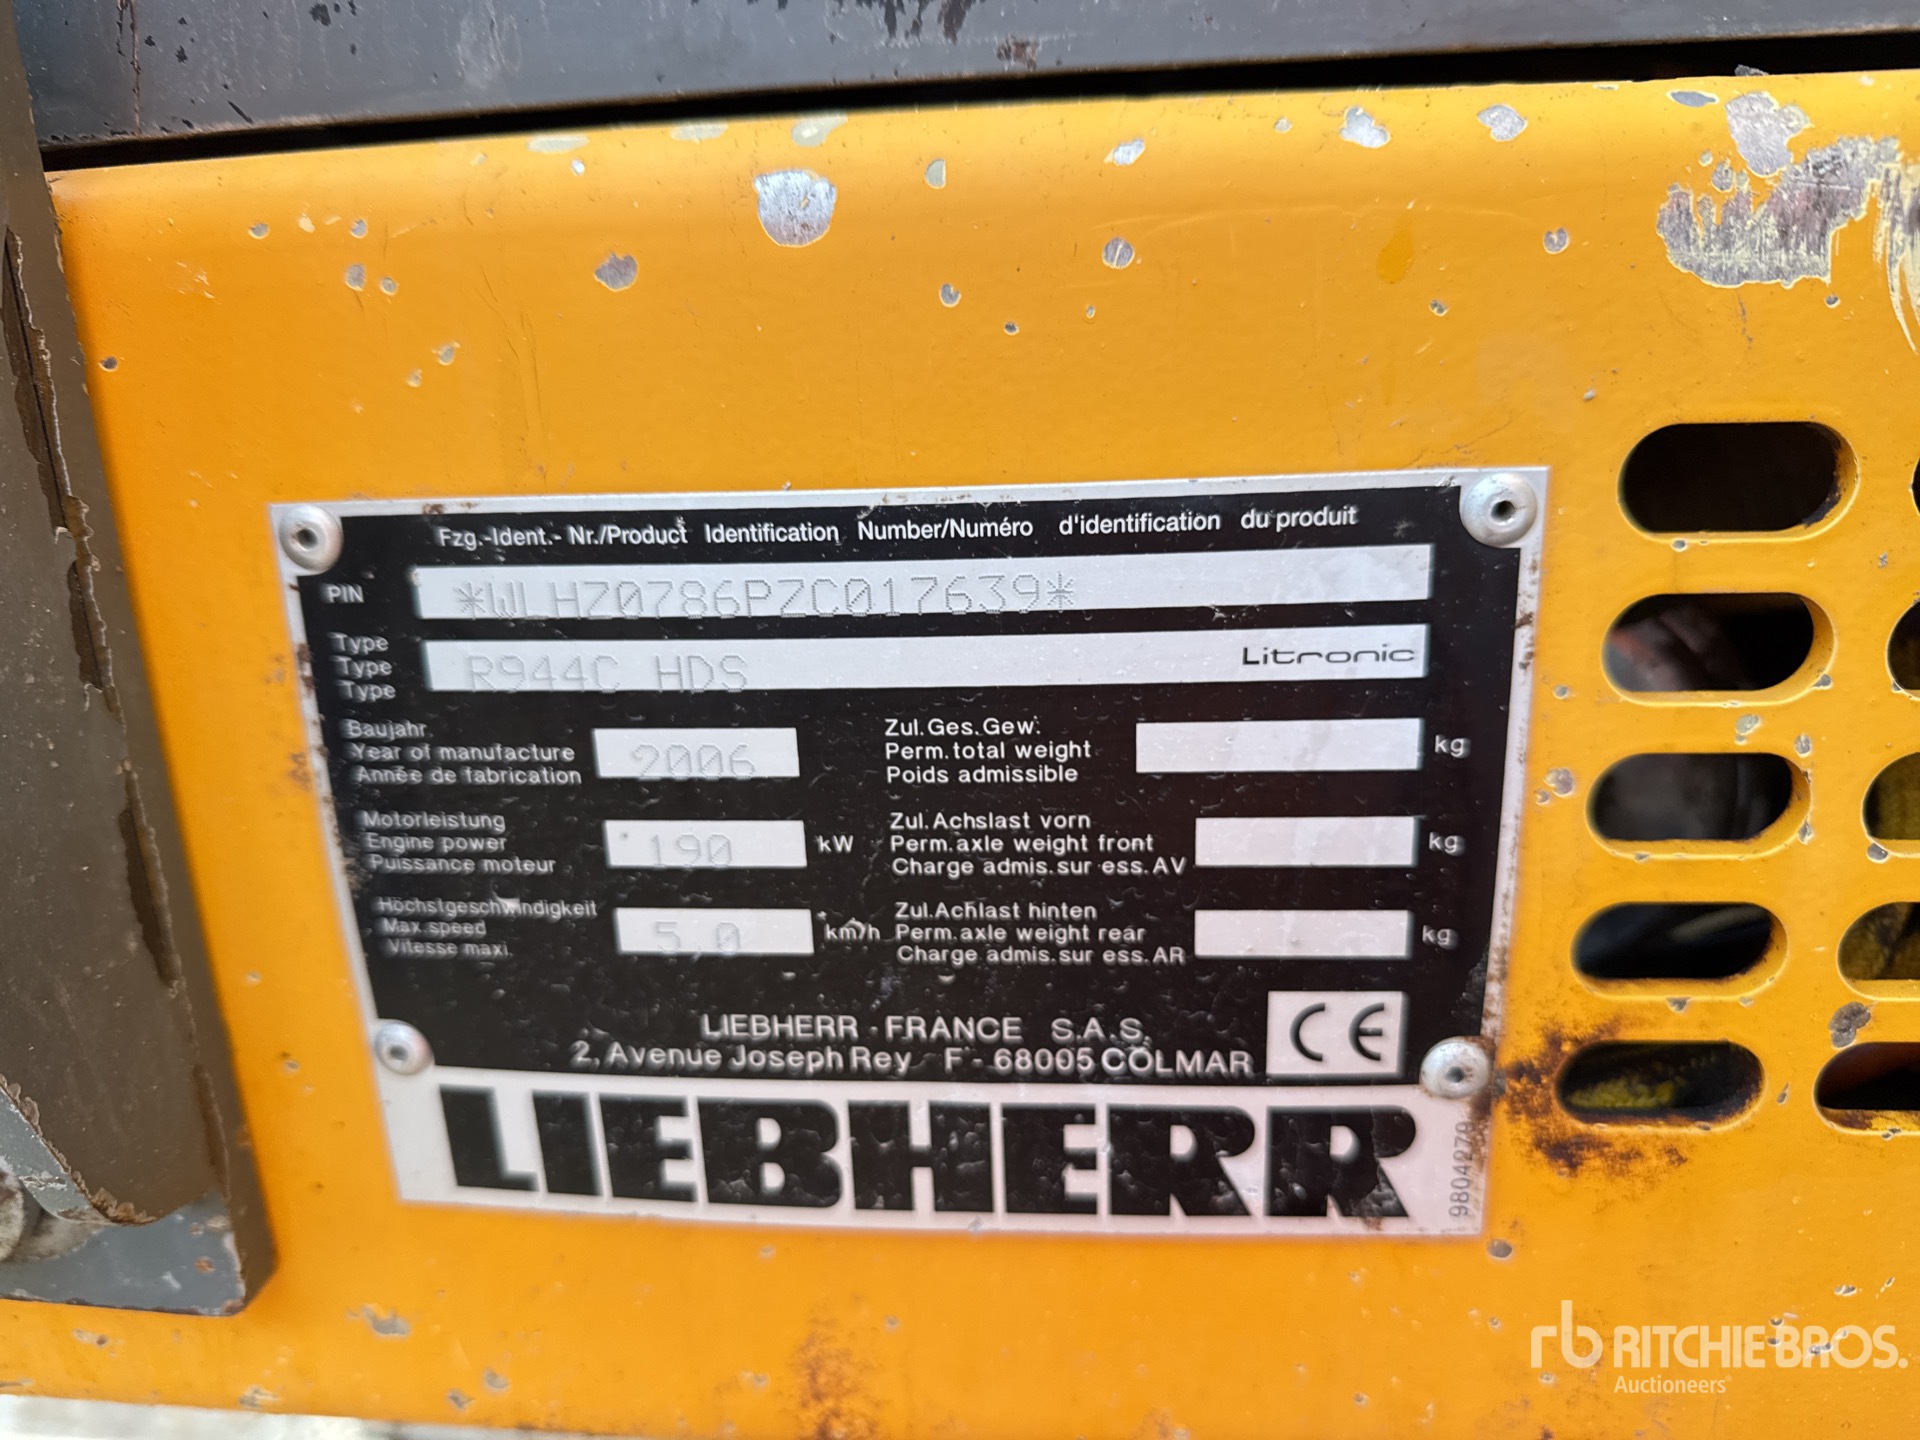 Fzg.-Ident.- Nr./Product Identification Number/Numéro d'identification du produit
PIN *WLHZ0786PZC017639*
Type
Type R944C HDS Litronic
Type
Baujahr
Year of manufacture 2006
Année de fabrication
Zul. Ges. Gew.
Perm. total weight kg
Poids admissible
Motorleistung
Engine power 190 kW
Puissance moteur
Zul. Achslast vorn
Perm. axle weight front kg
Charge admis. sur ess. AV
Höchstgeschwindigkeit
Max. speed 5.0 km/h
Vitesse maxi.
Zul. Achlast hinten
Perm. axle weight rear kg
Charge admis. sur ess. AR
LIEBHERR - FRANCE S.A.S.
2, Avenue Joseph Rey F - 68005 COLMAR
CE
LIEBHERR
9804279
rb RITCHIE BROS.
Auctioneers